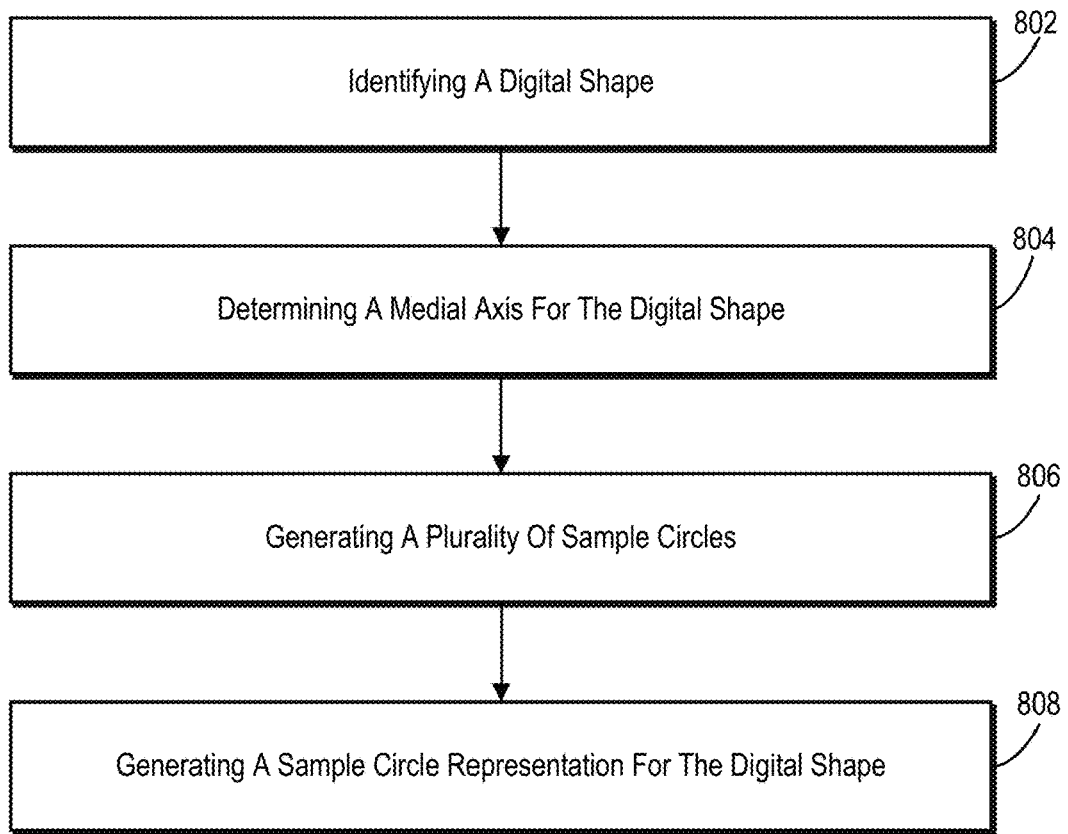 802
Identifying A Digital Shape
804
Determining A Medial Axis For The Digital Shape
806
Generating A Plurality Of Sample Circles
808
Generating A Sample Circle Representation For The Digital Shape